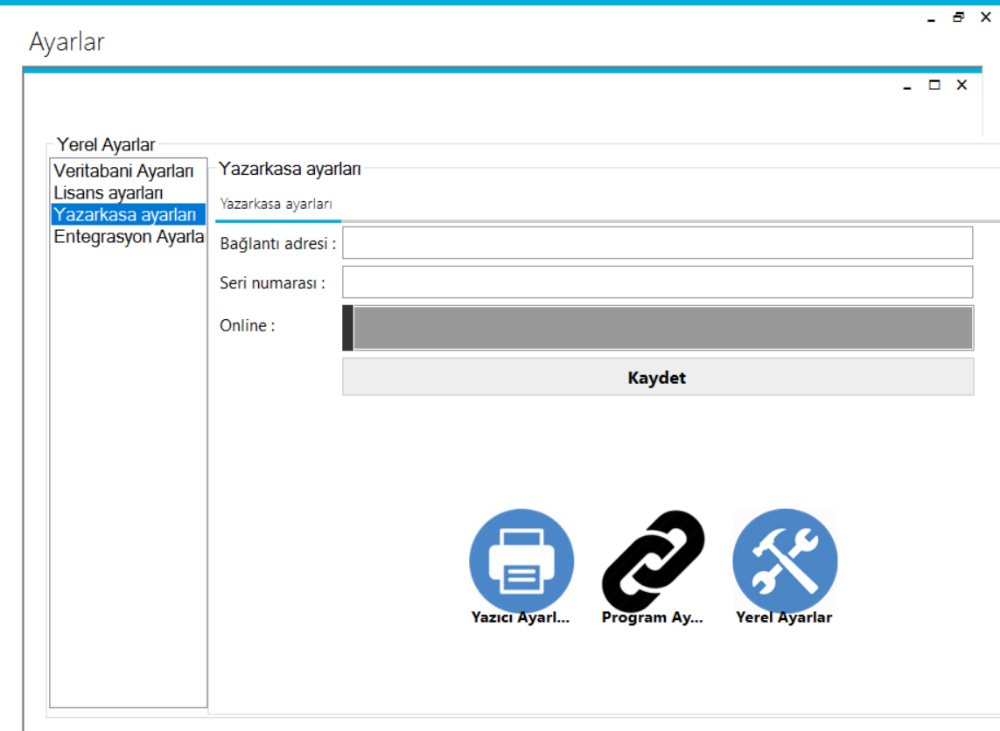 Ayarlar
Yerel Ayarlar
Veritabani Ayarları
Lisans ayarları
Yazarkasa ayarları
Entegrasyon Ayarla
Yazarkasa ayarları
Yazarkasa ayarları
Bağlantı adresi :
Seri numarası :
Online :
Kaydet
Yazıcı Ayarl...
Program Ay...
Yerel Ayarlar